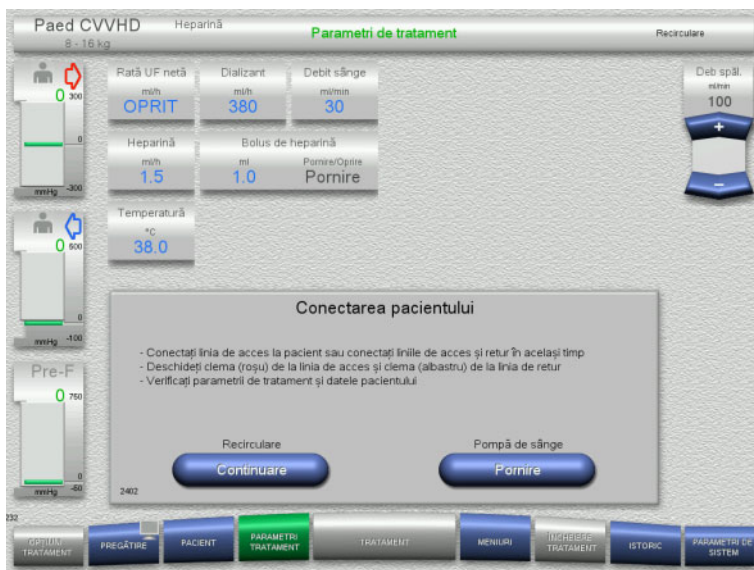 Paed CVVHD
Heparină
Parametri de tratament
Recirculare
8 - 16 kg
0
300
0
-300
mmHg
0
500
0
-100
mmHg
Pre-F
0
750
0
-50
mmHg
Rată UF netă
ml/h
OPRIT
Dializant
ml/h
380
Debit sânge
ml/min
30
Heparină
ml/h
1.5
Bolus de heparină
ml
1.0
Pornire/Oprire
Pornire
Temperatură
°C
38.0
Deb spăl.
ml/min
100
+
–
Conectarea pacientului
- Conectați linia de acces la pacient sau conectați liniile de acces și retur în același timp
- Deschideți clema (roșu) de la linia de acces și clema (albastru) de la linia de retur
- Verificați parametrii de tratament și datele pacientului
Recirculare
Continuare
Pompă de sânge
Pornire
2402
232
OPȚIUNI TRATAMENT
PREGĂTIRE
PACIENT
PARAMETRI TRATAMENT
TRATAMENT
MENIURI
ÎNCHEIERE TRATAMENT
ISTORIC
PARAMETRI DE SISTEM